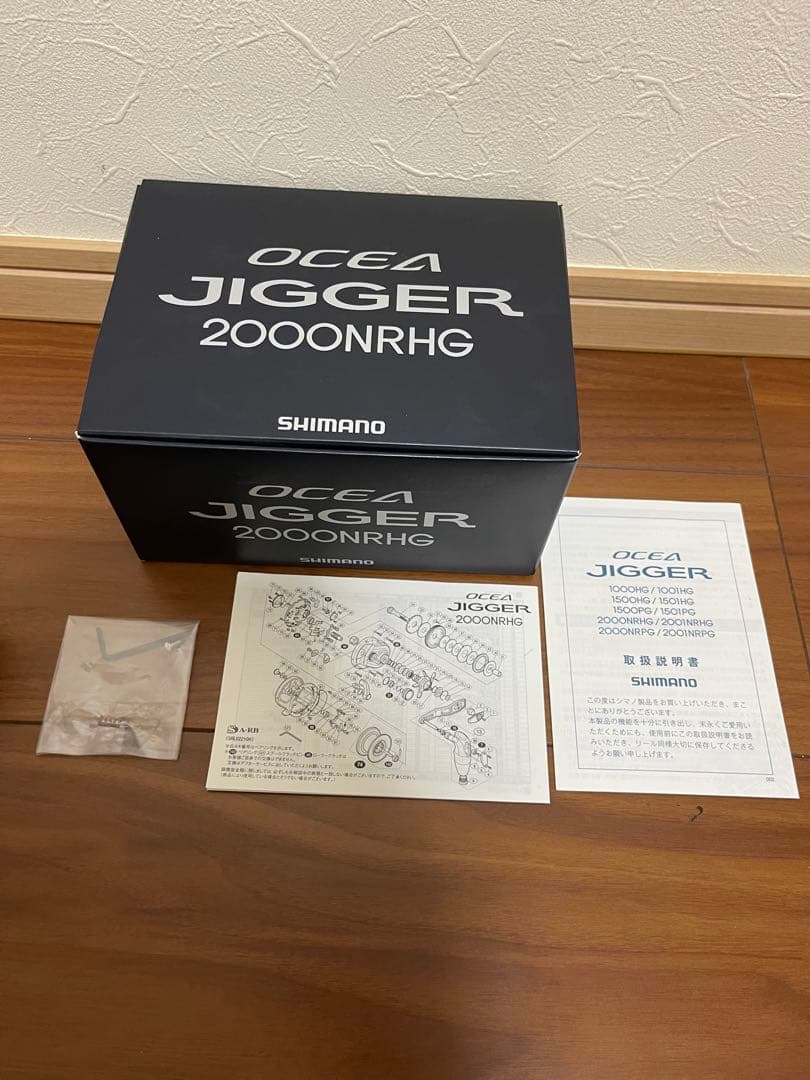 OCEA
JIGGER
2000NRHG
SHIMANO
OCEA
JIGGER
2000NRHG
SHIMANO
OCEA
JIGGER
2000NRHG
A-RB
OCEA
JIGGER
1000HG / 1001HG
1500HG / 1501HG
1500PG / 1501PG
2000NRHG / 2001NRHG
2000NRPG / 2001NRPG
取扱説明書
SHIMANO
この度はシマノ製品をお買い上げいただき、まこ
とにありがとうございます。
本製品の機能を十分に引き出し、末永くご愛用い
ただくためにも、使用前にこの取扱説明書をお読
みいただき、リール同様大切に保存してくださる
ようお願い申し上げます。